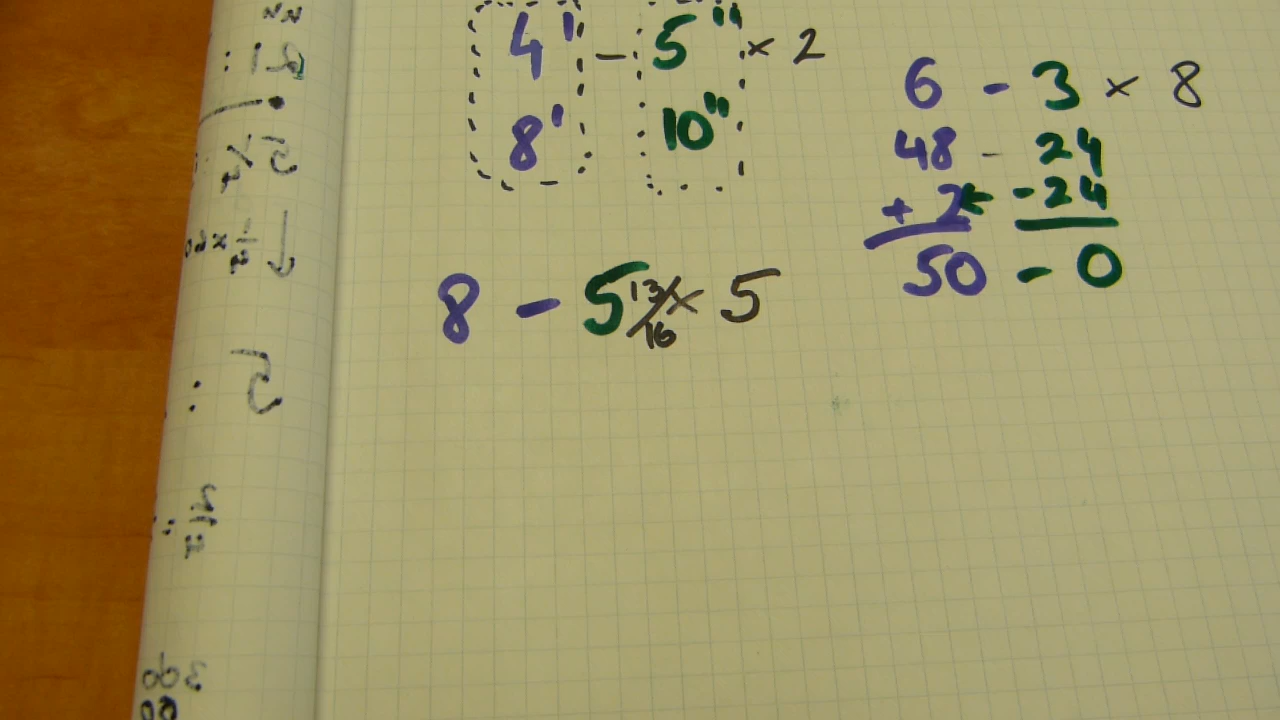 4' - 5" × 2
8' 10"
6 - 3 × 8
48 - 24
+ 2 ← - 24
50 - 0
8 - 5 13/16 × 5